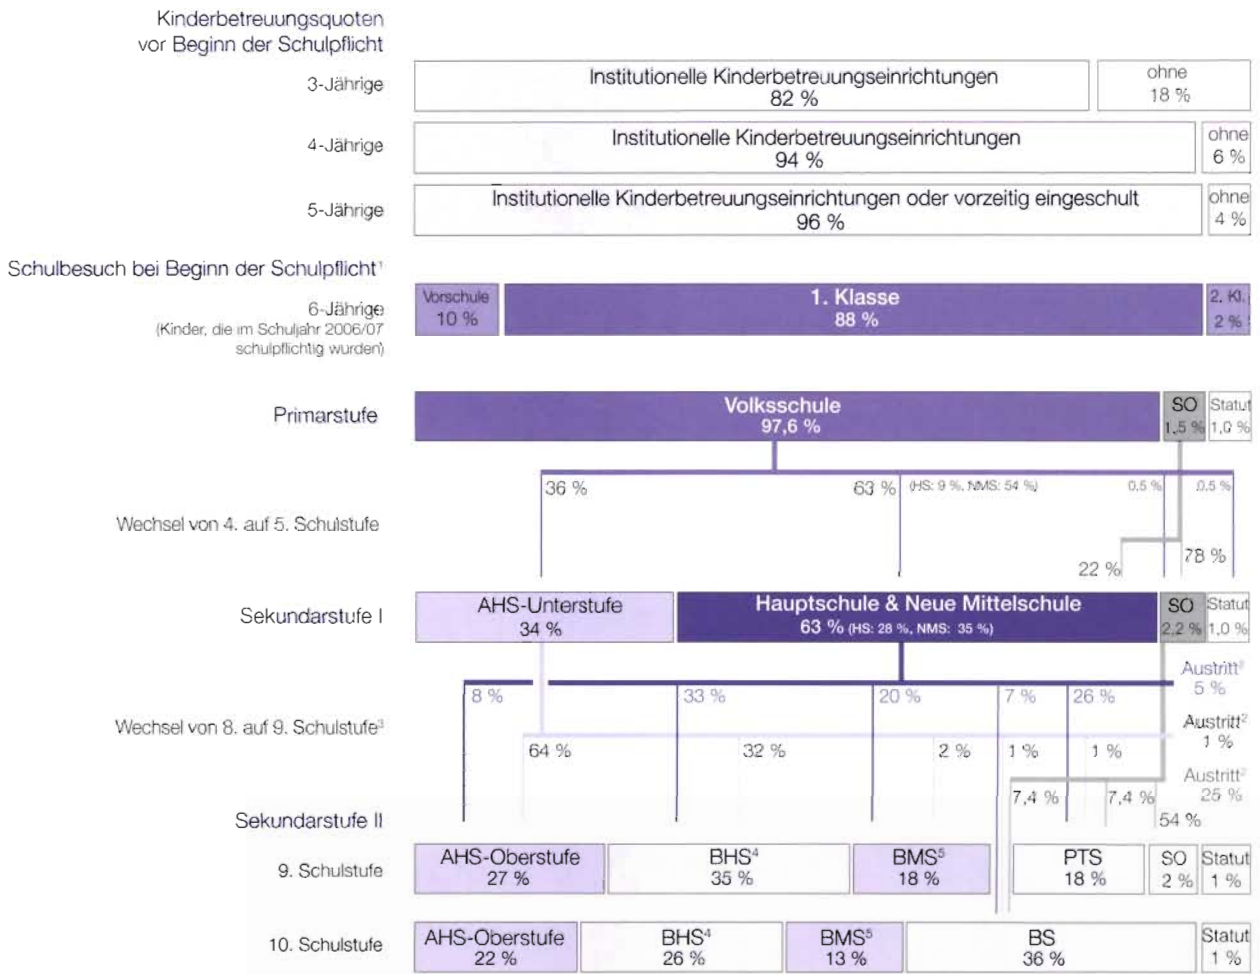 Kinderbetreuungsquoten
vor Beginn der Schulpflicht
3-Jährige
Institutionelle Kinderbetreuungseinrichtungen
82 %
ohne
18 %
4-Jährige
Institutionelle Kinderbetreuungseinrichtungen
94 %
ohne
6 %
5-Jährige
Institutionelle Kinderbetreuungseinrichtungen oder vorzeitig eingeschult
96 %
ohne
4 %
Schulbesuch bei Beginn der Schulpflicht¹
6-Jährige
(Kinder, die im Schuljahr 2006/07
schulpflichtig wurden)
Vorschule
10 %
1. Klasse
88 %
2. Kl.
2 %
Primarstufe
Volksschule
97,6 %
SO
1,5 %
Statut
1,0 %
36 %
63 % (HS: 9 %, NMS: 54 %)
0,5 %
0,5 %
Wechsel von 4. auf 5. Schulstufe
22 %
78 %
Sekundarstufe I
AHS-Unterstufe
34 %
Hauptschule & Neue Mittelschule
63 % (HS: 28 %, NMS: 35 %)
SO
2,2 %
Statut
1,0 %
8 %
33 %
20 %
7 %
26 %
Austritt²
5 %
Wechsel von 8. auf 9. Schulstufe³
64 %
32 %
2 %
1 %
1 %
Austritt²
1 %
7,4 %
7,4 %
54 %
Austritt²
25 %
Sekundarstufe II
9. Schulstufe
AHS-Oberstufe
27 %
BHS⁴
35 %
BMS⁵
18 %
PTS
18 %
SO
2 %
Statut
1 %
10. Schulstufe
AHS-Oberstufe
22 %
BHS⁴
26 %
BMS⁵
13 %
BS
36 %
Statut
1 %